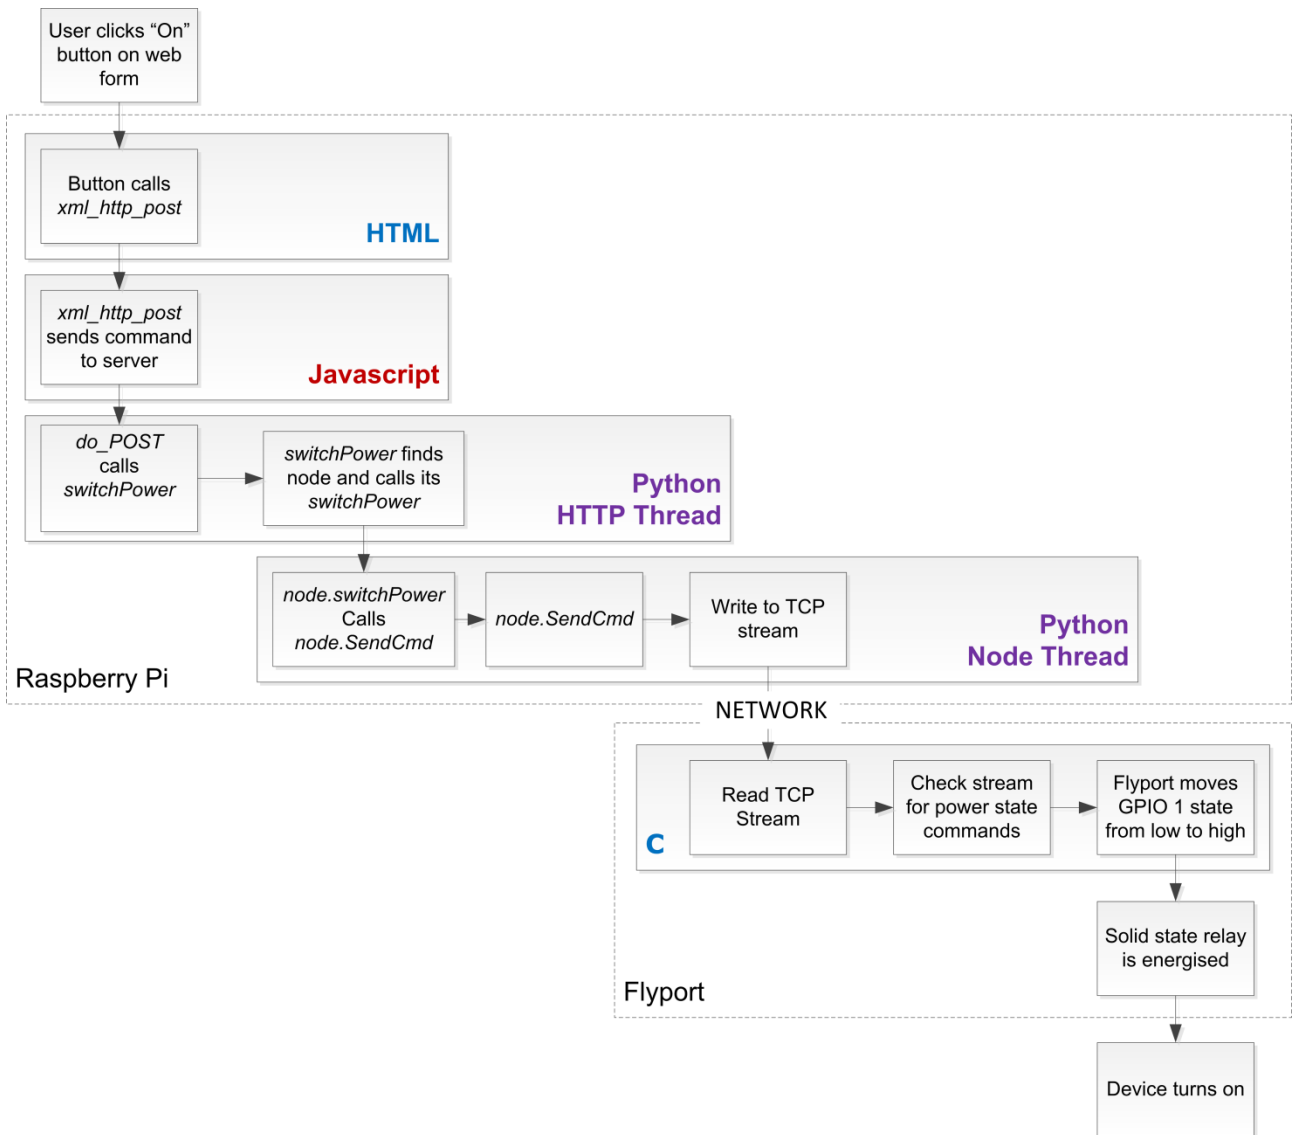 User clicks “On”
button on web
form
Button calls
xml_http_post
HTML
xml_http_post
sends command
to server
Javascript
do_POST
calls
switchPower
switchPower finds
node and calls its
switchPower
Python
HTTP Thread
node.switchPower
Calls
node.SendCmd
node.SendCmd
Write to TCP
stream
Python
Node Thread
Raspberry Pi
NETWORK
Read TCP
Stream
Check stream
for power state
commands
Flyport moves
GPIO 1 state
from low to high
C
Solid state relay
is energised
Flyport
Device turns on